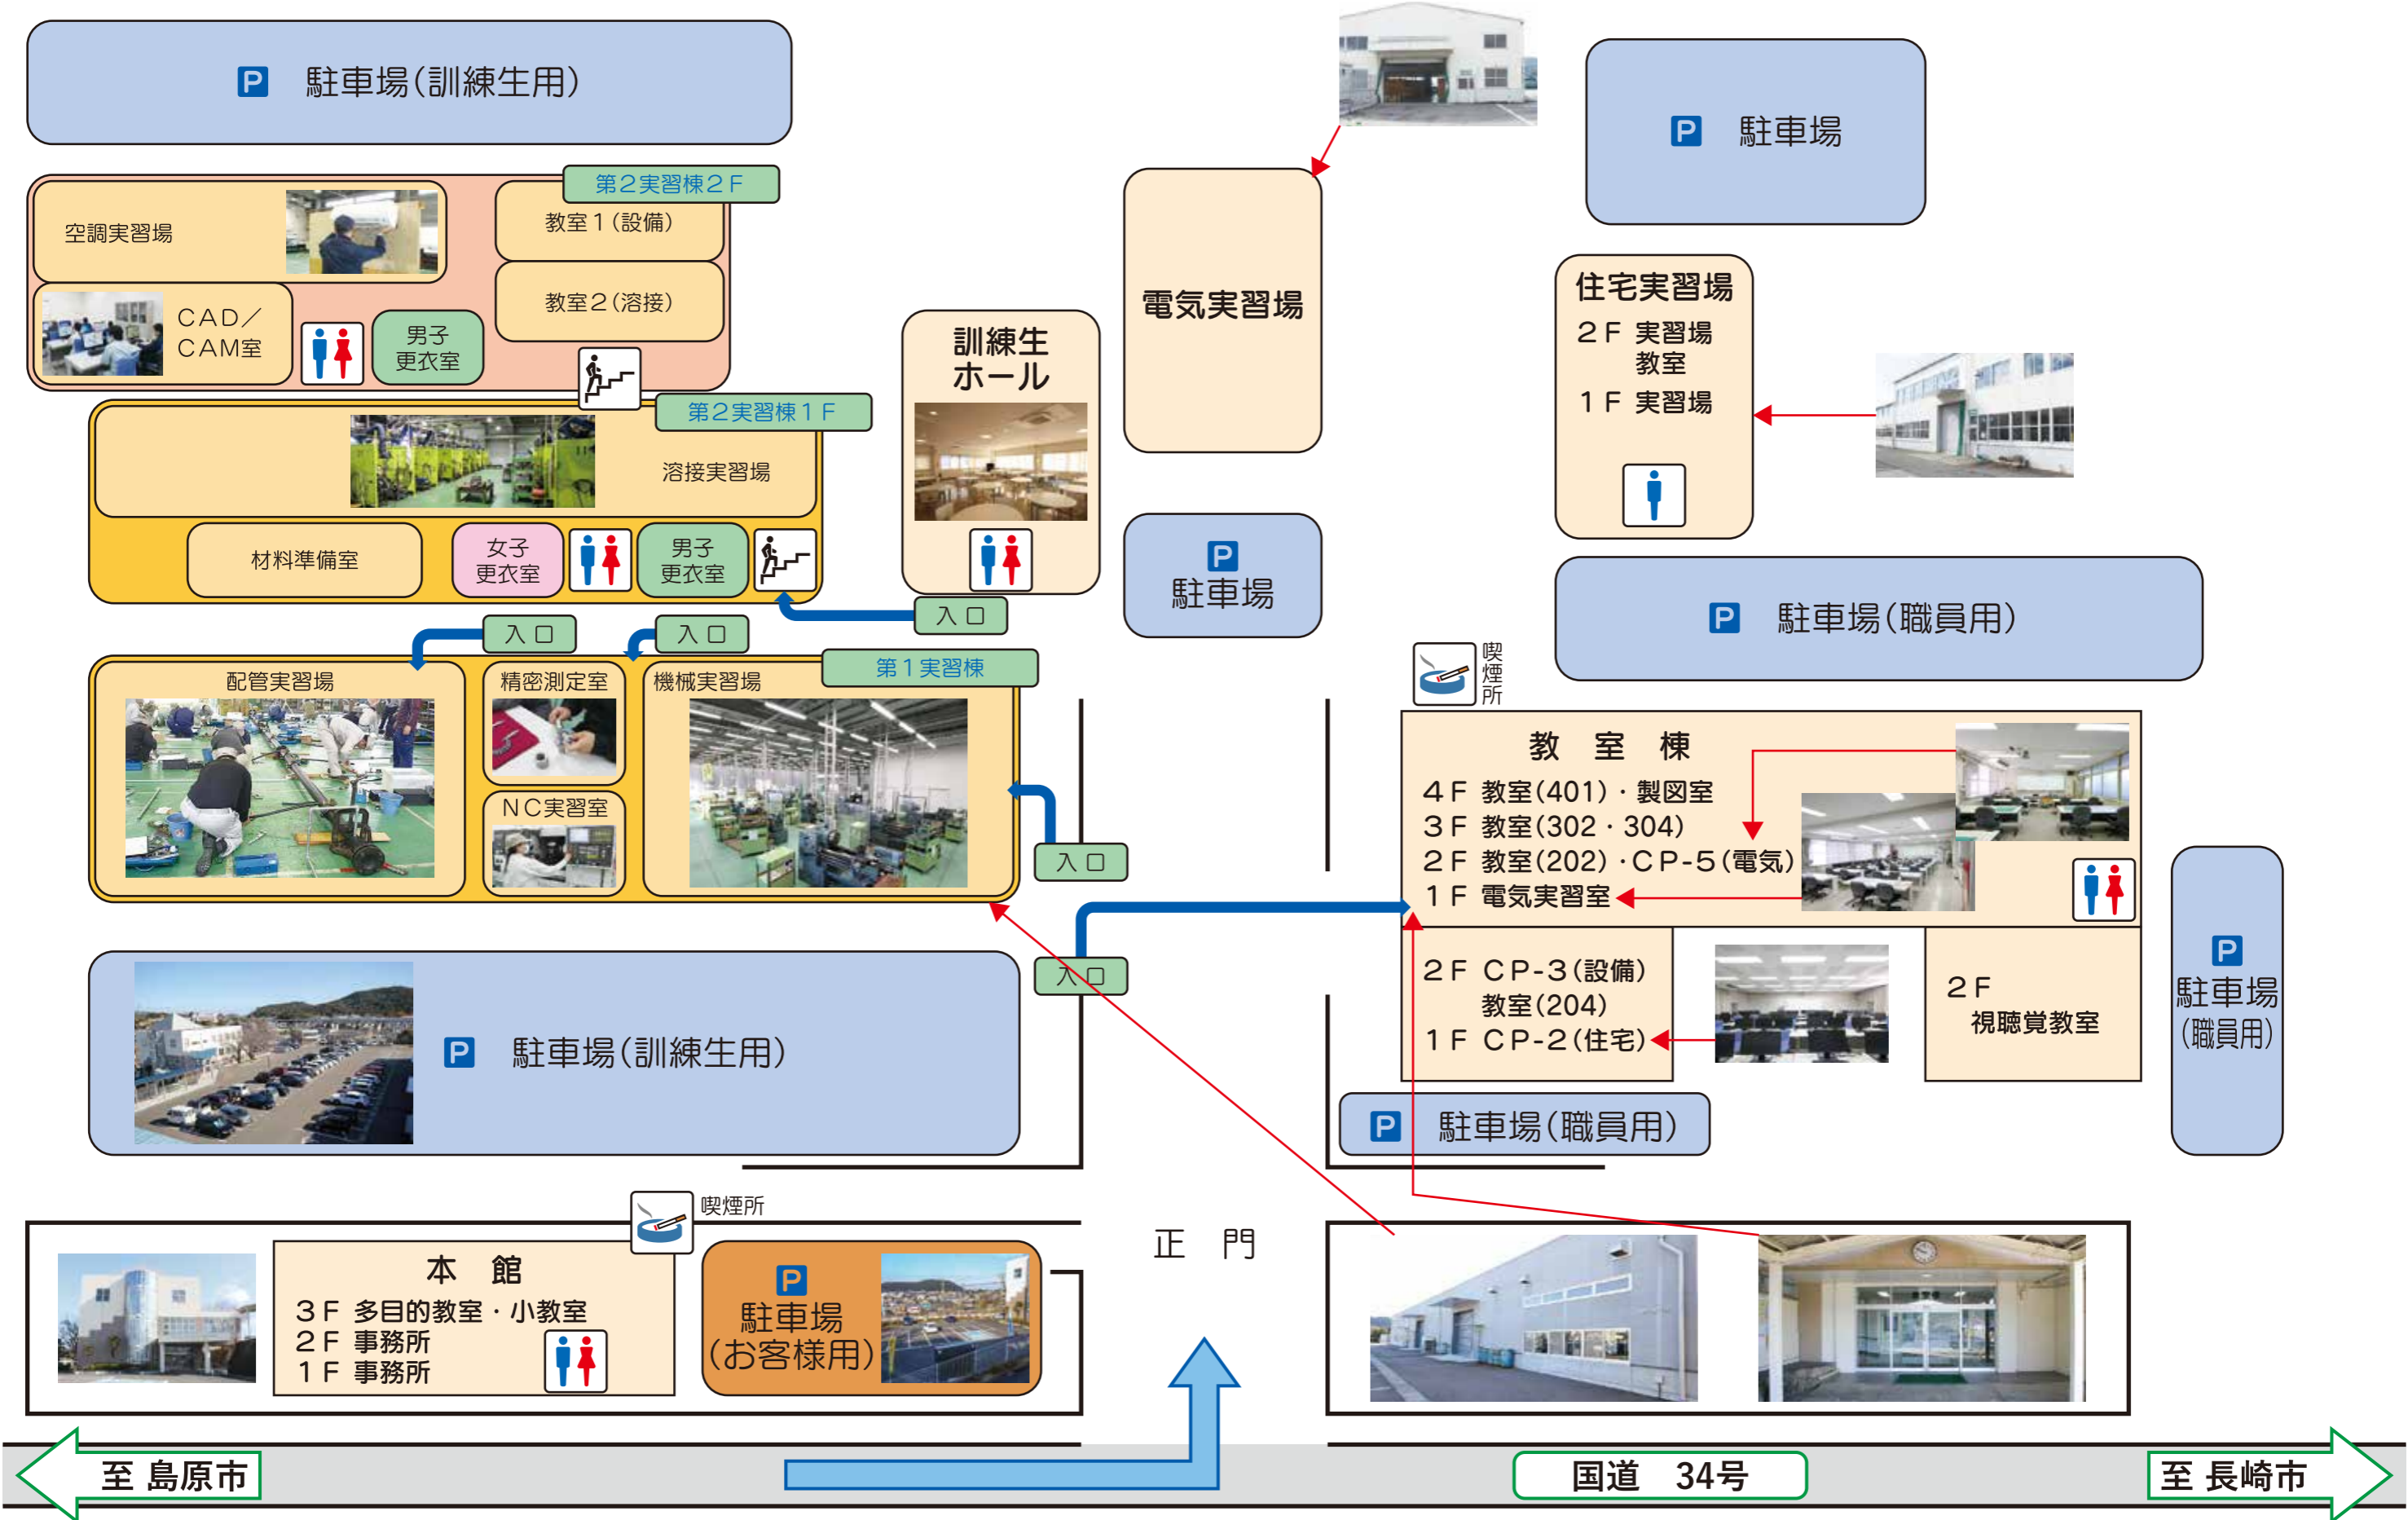 P 駐車場(訓練生用)
P 駐車場
第2実習棟2F
空調実習場
教室1(設備)
教室2(溶接)
CAD/
CAM室
男子
更衣室
第2実習棟1F
溶接実習場
材料準備室
女子
更衣室
男子
更衣室
訓練生
ホール
電気実習場
P
駐車場
住宅実習場
2F 実習場
教室
1F 実習場
P 駐車場(職員用)
入口
入口
入口
第1実習棟
配管実習場
精密測定室
機械実習場
NC実習室
入口
入口
喫煙所
教室棟
4F 教室(401)・製図室
3F 教室(302・304)
2F 教室(202)・CP-5(電気)
1F 電気実習室
2F CP-3(設備)
教室(204)
1F CP-2(住宅)
2F
視聴覚教室
P
駐車場
(職員用)
P 駐車場(訓練生用)
P 駐車場(職員用)
喫煙所
本館
3F 多目的教室・小教室
2F 事務所
1F 事務所
P
駐車場
(お客様用)
正門
至 島原市
国道 34号
至 長崎市